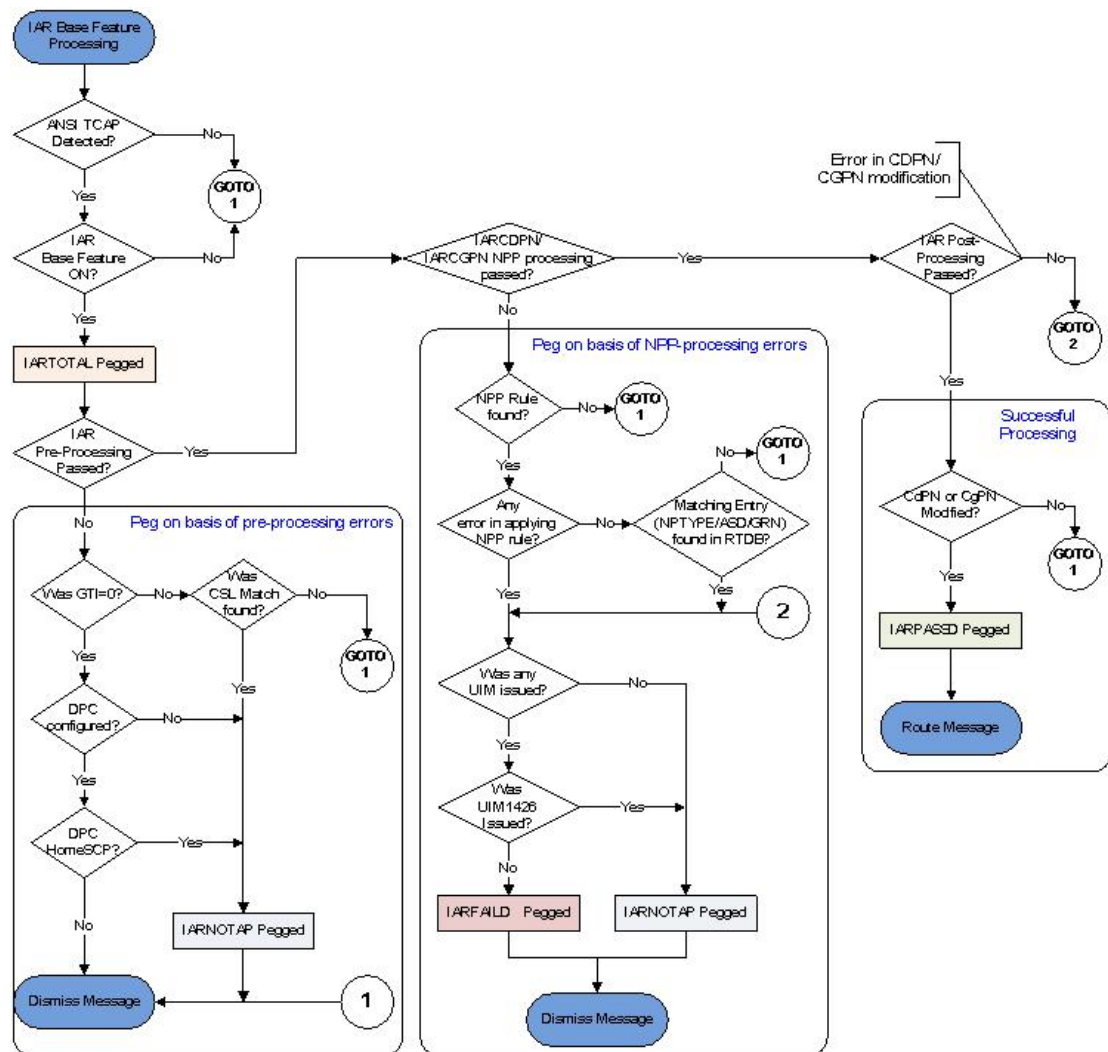 IAR Base Feature
Processing
ANSI TCAP
Detected?
No
GOTO
1
Yes
IAR
Base Feature
ON?
No
Yes
IARTOTAL Pegged
IAR
Pre-Processing
Passed?
Yes
No
Peg on basis of pre-processing errors
Was GTI=0?
No
Was
CSL Match
found?
No
GOTO
1
Yes
Yes
DPC
configured?
No
Yes
DPC
HomeSCP?
Yes
No
IARNOTAP Pegged
Dismiss Message
1
IARCDPN/
IARCGPN NPP processing
passed?
Yes
No
Peg on basis of NPP-processing errors
NPP Rule
found?
No
GOTO
1
Yes
Any
error in applying
NPP rule?
No
Matching Entry
(NPTYPE/ASD/GRN)
found in RTDB?
No
GOTO
1
Yes
Yes
2
Was any
UIM issued?
No
Yes
Was
UIM1426
Issued?
Yes
No
IARFAILD Pegged
IARNOTAP Pegged
Dismiss Message
Error in CDPN/
CGPN modification
IAR Post-
Processing
Passed?
No
GOTO
2
Yes
Successful
Processing
CdPN or CgPN
Modified?
No
GOTO
1
Yes
IARPASSD Pegged
Route Message